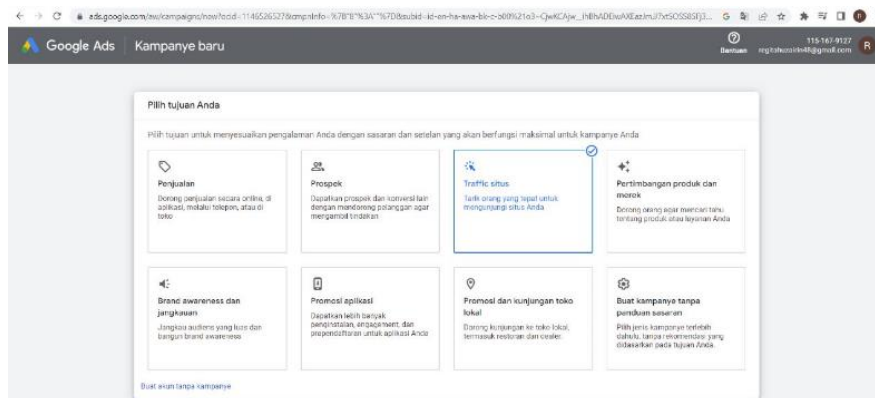 Google Ads
Kampanye baru
Bantuan
115-167-9127
R
Pilih tujuan Anda
Pilih tujuan untuk menyesuaikan pengalaman Anda dengan sasaran dan setelan yang akan berfungsi maksimal untuk kampanye Anda
Penjualan
Dorong penjualan secara online, di
aplikasi, melalui telepon, atau di
toko
Prospek
Dapatkan prospek dan konversi lain
dengan mendorong pelanggan agar
mengambil tindakan
Traffic situs
Tarik orang yang tepat untuk
mengunjungi situs Anda
Pertimbangan produk dan
merek
Dorong orang agar mencari tahu
tentang produk atau layanan Anda
Brand awareness dan
jangkauan
Jangkau audiens yang luas dan
bangun brand awareness
Promosi aplikasi
Dapatkan lebih banyak
penginstalan, engagement, dan
prapendaftaran untuk aplikasi Anda
Promosi dan kunjungan toko
lokal
Dorong kunjungan ke toko lokal,
termasuk restoran dan dealer.
Buat kampanye tanpa
panduan sasaran
Pilih jenis kampanye terlebih
dahulu, tanpa rekomendasi yang
didasarkan pada tujuan Anda.
Buat akun tanpa kampanye